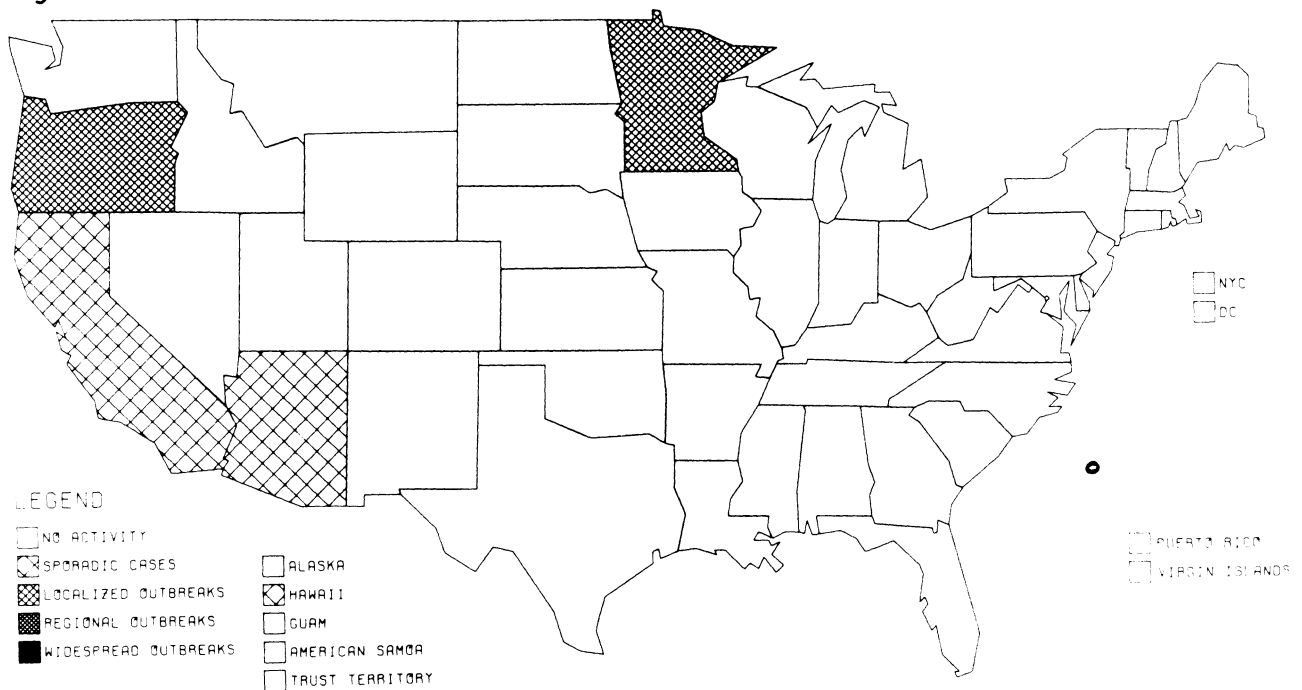 LEGEND
NO ACTIVITY
SPORADIC CASES
LOCALIZED OUTBREAKS
REGIONAL OUTBREAKS
WIDESPREAD OUTBREAKS
ALASKA
HAWAII
GUAM
AMERICAN SAMOA
TRUST TERRITORY
NYC
DC
PUERTO RICO
VIRGIN ISLANDS